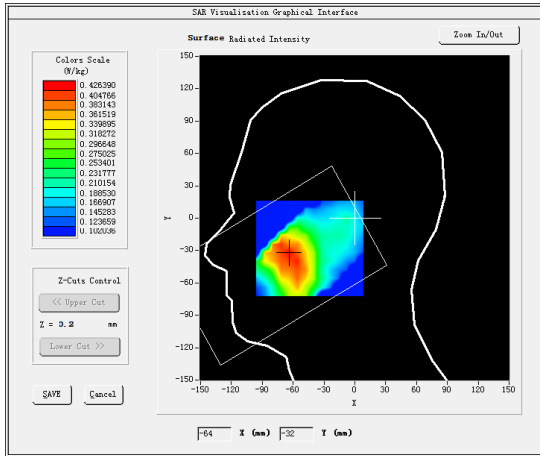 SAR Visualisation Graphical Interface
Surface Radiated Intensity
Zoom In/Out
Colors Scale
(W/kg)
0.426390
0.404766
0.383143
0.361519
0.339895
0.318272
0.296648
0.275025
0.253401
0.231777
0.210154
0.188530
0.166907
0.145283
0.123659
0.102036
150
120
90
60
30
0
-30
-60
-90
-120
-150
Y
-150 -120 -90 -60 -30 0 30 60 90 120 150
X
Z-Cuts Control
<< Upper Cut
Z = 0.2 mm
Lower Cut >>
SAVE Cancel
-64 X (mm) -32 Y (mm)